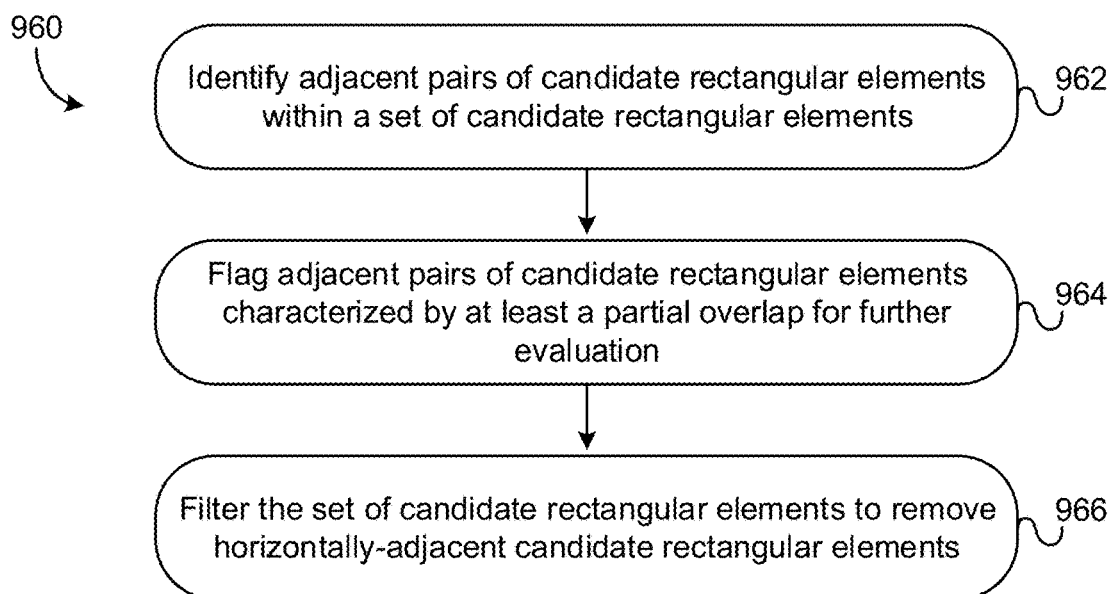 960
Identify adjacent pairs of candidate rectangular elements
within a set of candidate rectangular elements
962
Flag adjacent pairs of candidate rectangular elements
characterized by at least a partial overlap for further
evaluation
964
Filter the set of candidate rectangular elements to remove
horizontally-adjacent candidate rectangular elements
966